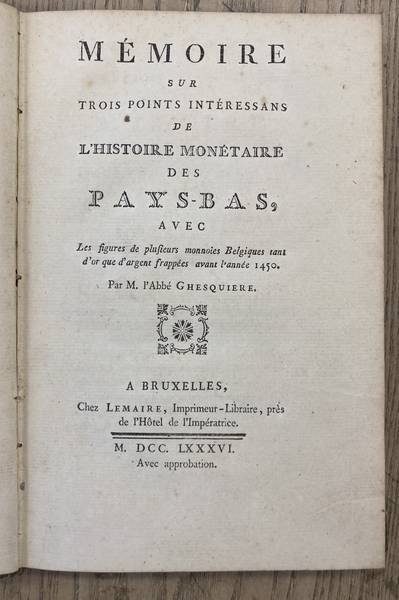 MÉMOIRE
SUR
TROIS POINTS INTÉRESSANS
DE
L'HISTOIRE MONÉTAIRE
DES
PAYS-BAS,
AVEC
Les figures de pluſieurs monnoies Belgiques tant
d'or que d'argent frappées avant l'année 1450.
Par M. l'Abbé GHESQUIERE.
A BRUXELLES,
Chez LEMAIRE, Imprimeur-Libraire, près
de l'Hôtel de l'Impératrice.
M. DCC. LXXXVI.
Avec approbation.